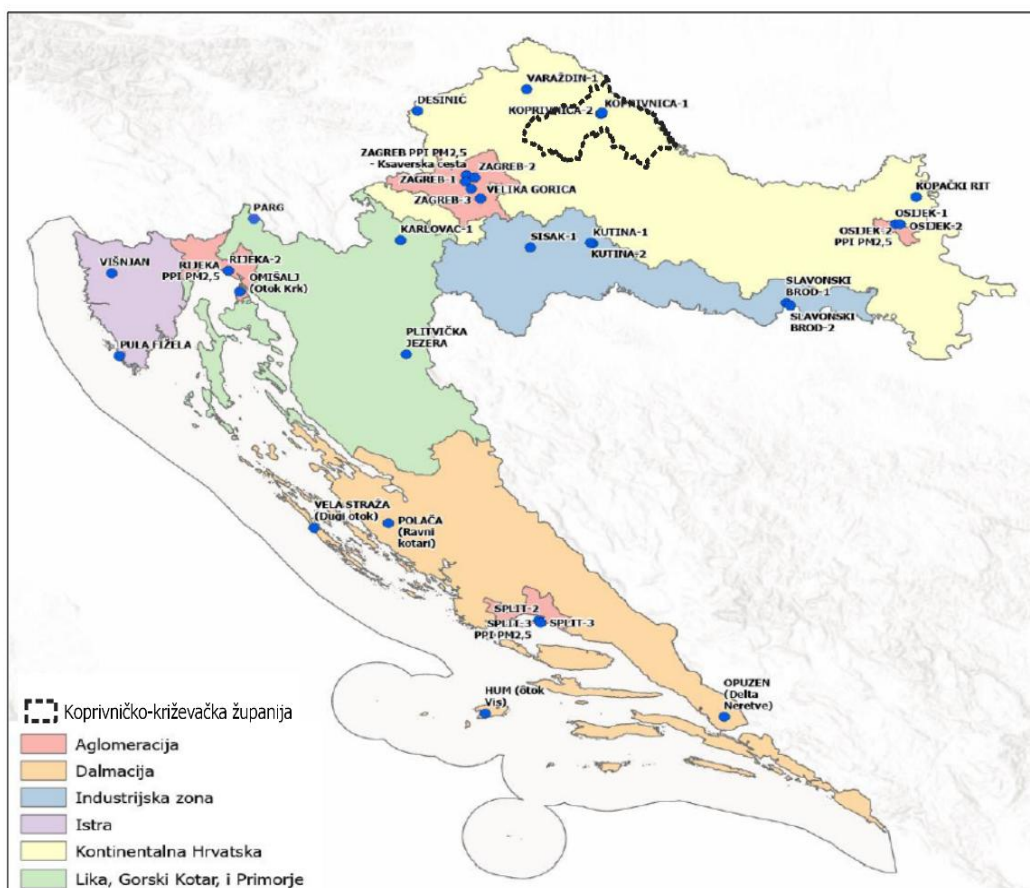 VARAŽDIN-1
DESINIĆ
KOPRIVNICA-2
KOPRIVNICA-1
ZAGREB PPI PM2,5
- Ksaverska cesta
ZAGREB-2
ZAGREB-1
VELIKA GORICA
ZAGREB-3
KOPAČKI RIT
OSIJEK-1
OSIJEK-2
PPI PM2,5
OSIJEK-2
PARG
KARLOVAC-1
SISAK-1
KUTINA-1
KUTINA-2
VIŠNJAN
RIJEKA
PPI PM2,5
RIJEKA-2
OMIŠALJ
(Otok Krk)
SLAVONSKI
BROD-1
SLAVONSKI
BROD-2
PULA FIŽELA
PLITVIČKA
JEZERA
VELA STRAŽA
(Dugi otok)
POLAČA
(Ravni
kotari)
SPLIT-2
SPLIT-3
PPI PM2,5
SPLIT-3
HUM (otok
Vis)
OPUZEN
(Delta
Neretve)
Koprivničko-križevačka županija
Aglomeracija
Dalmacija
Industrijska zona
Istra
Kontinentalna Hrvatska
Lika, Gorski Kotar, i Primorje